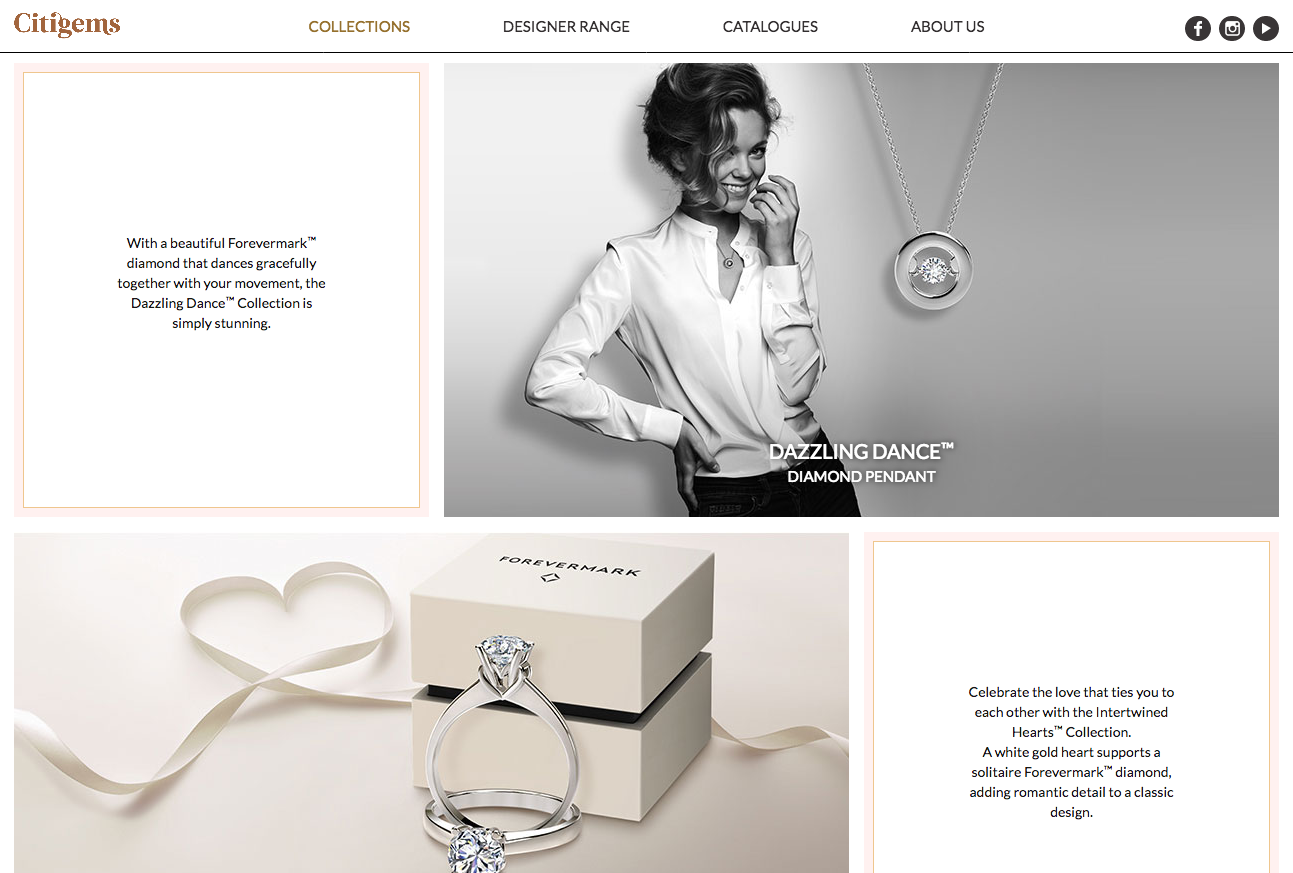 Citigems
COLLECTIONS
DESIGNER RANGE
CATALOGUES
ABOUT US
With a beautiful Forevermark™
diamond that dances gracefully
together with your movement, the
Dazzling Dance™ Collection is
simply stunning.
DAZZLING DANCE™
DIAMOND PENDANT
FOREVERMARK
Celebrate the love that ties you to
each other with the Intertwined
Hearts™ Collection.
A white gold heart supports a
solitaire Forevermark™ diamond,
adding romantic detail to a classic
design.